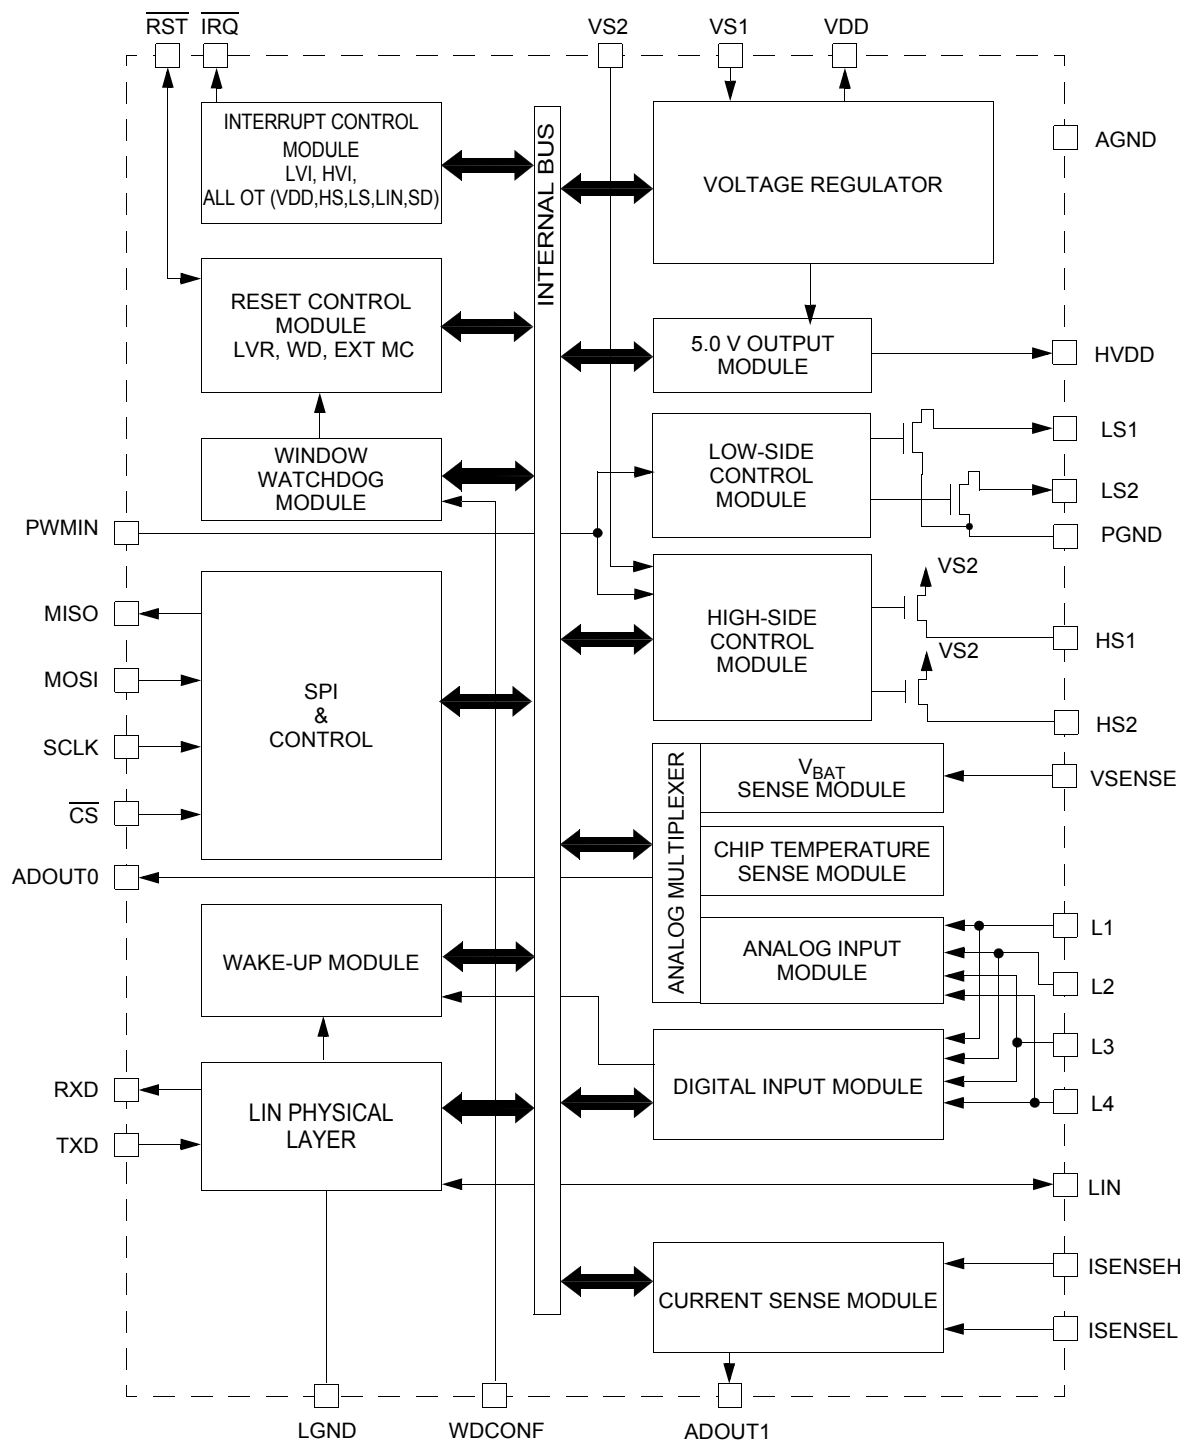 RST
IRQ
VS2
VS1
VDD
INTERRUPT CONTROL
MODULE
LVI, HVI,
ALL OT (VDD,HS,LS,LIN,SD)
INTERNAL BUS
VOLTAGE REGULATOR
AGND
RESET CONTROL
MODULE
LVR, WD, EXT MC
5.0 V OUTPUT
MODULE
HVDD
WINDOW
WATCHDOG
MODULE
LOW-SIDE
CONTROL
MODULE
LS1
LS2
PWMIN
PGND
MISO
MOSI
SCLK
CS
SPI
&
CONTROL
HIGH-SIDE
CONTROL
MODULE
VS2
HS1
VS2
HS2
ANALOG MULTIPLEXER
VBAT
SENSE MODULE
VSENSE
CHIP TEMPERATURE
SENSE MODULE
ADOUT0
WAKE-UP MODULE
ANALOG INPUT
MODULE
L1
L2
L3
L4
DIGITAL INPUT MODULE
RXD
TXD
LIN PHYSICAL
LAYER
LIN
CURRENT SENSE MODULE
ISENSEH
ISENSEL
LGND
WDCONF
ADOUT1